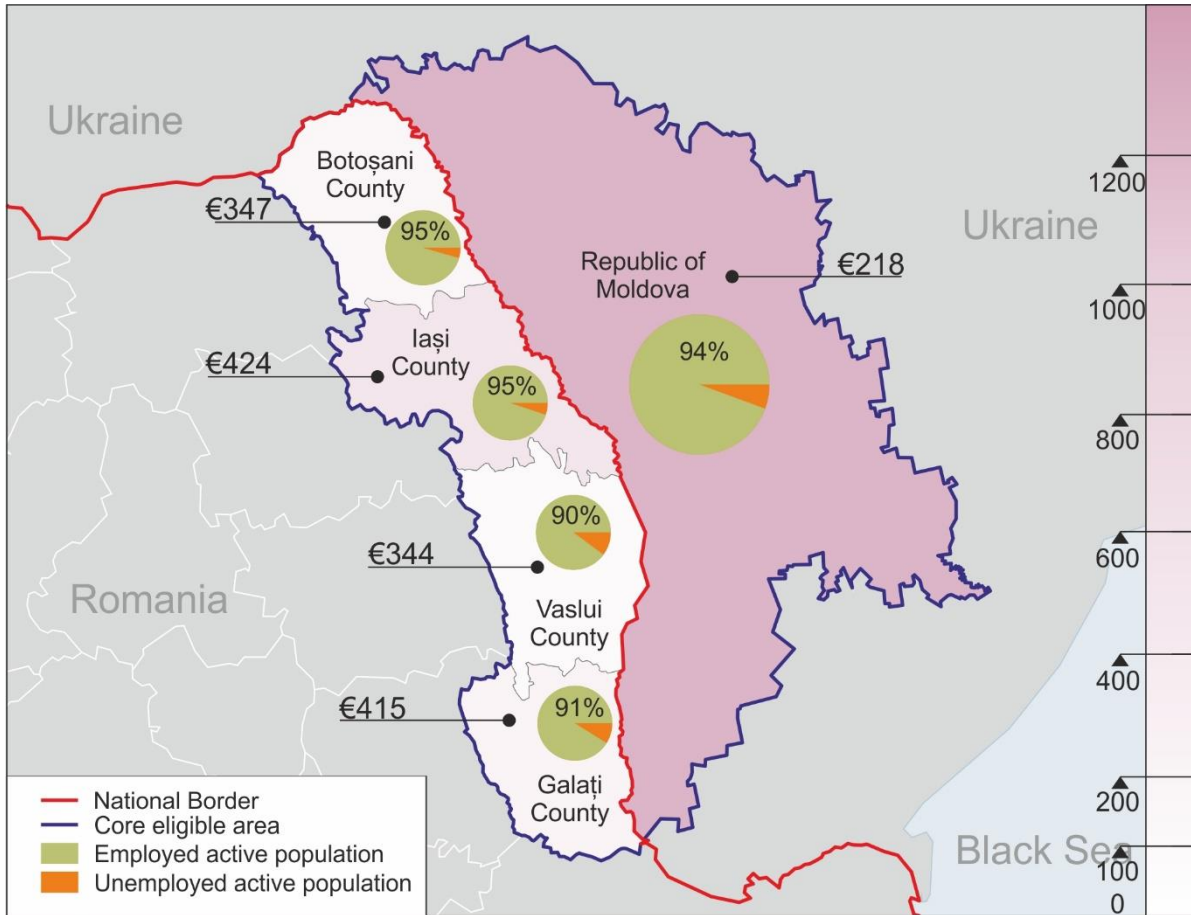 Ukraine
Botoșani
County
€347
95%
1200
Ukraine
Republic of
Moldova
€218
1000
Iași
County
€424
95%
94%
800
90%
€344
600
Romania
Vaslui
County
400
€415
91%
Galați
County
200
National Border
Core eligible area
Employed active population
Unemployed active population
Black Sea
100
0